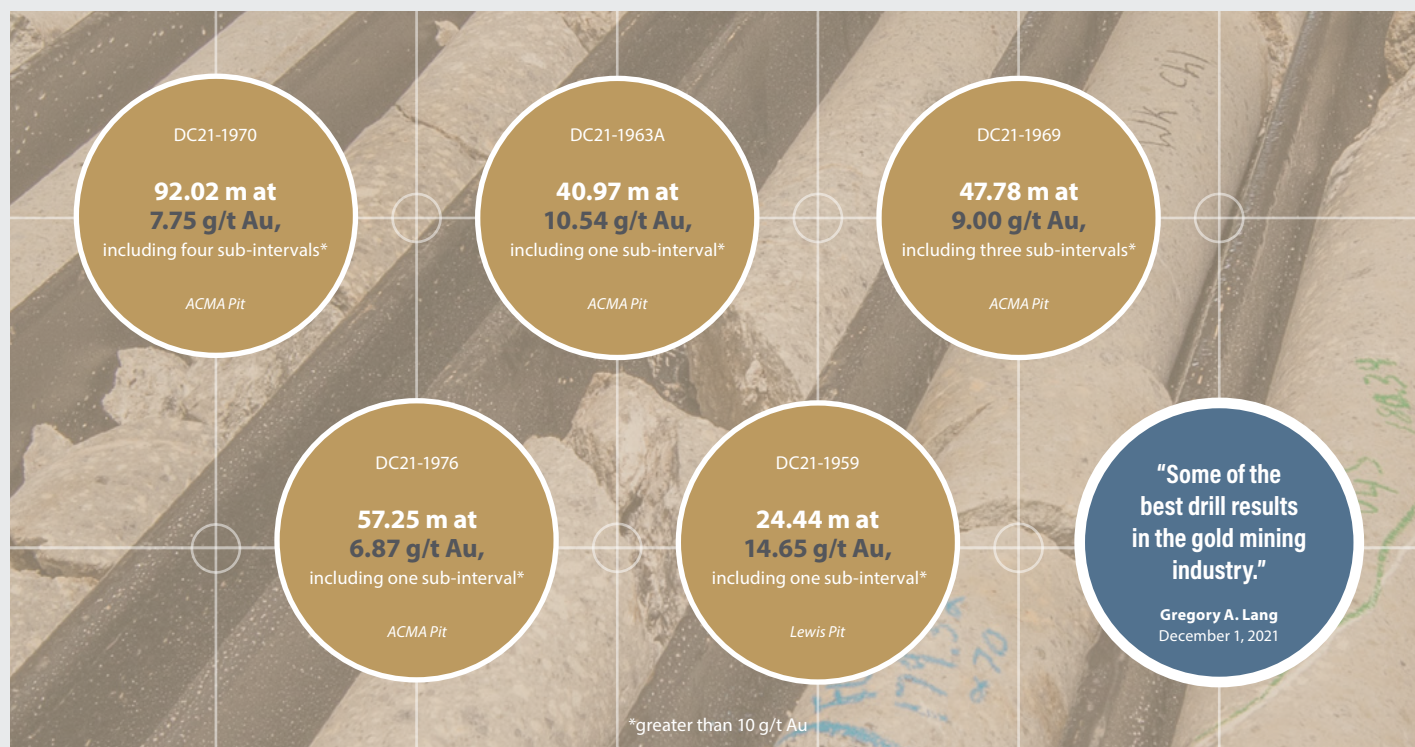 DC21-1970
92.02 m at
7.75 g/t Au,
including four sub-intervals*
ACMA Pit
DC21-1963A
40.97 m at
10.54 g/t Au,
including one sub-interval*
ACMA Pit
DC21-1969
47.78 m at
9.00 g/t Au,
including three sub-intervals*
ACMA Pit
DC21-1976
57.25 m at
6.87 g/t Au,
including one sub-interval*
ACMA Pit
DC21-1959
24.44 m at
14.65 g/t Au,
including one sub-interval*
Lewis Pit
“Some of the
best drill results
in the gold mining
industry.”
Gregory A. Lang
December 1, 2021
*greater than 10 g/t Au